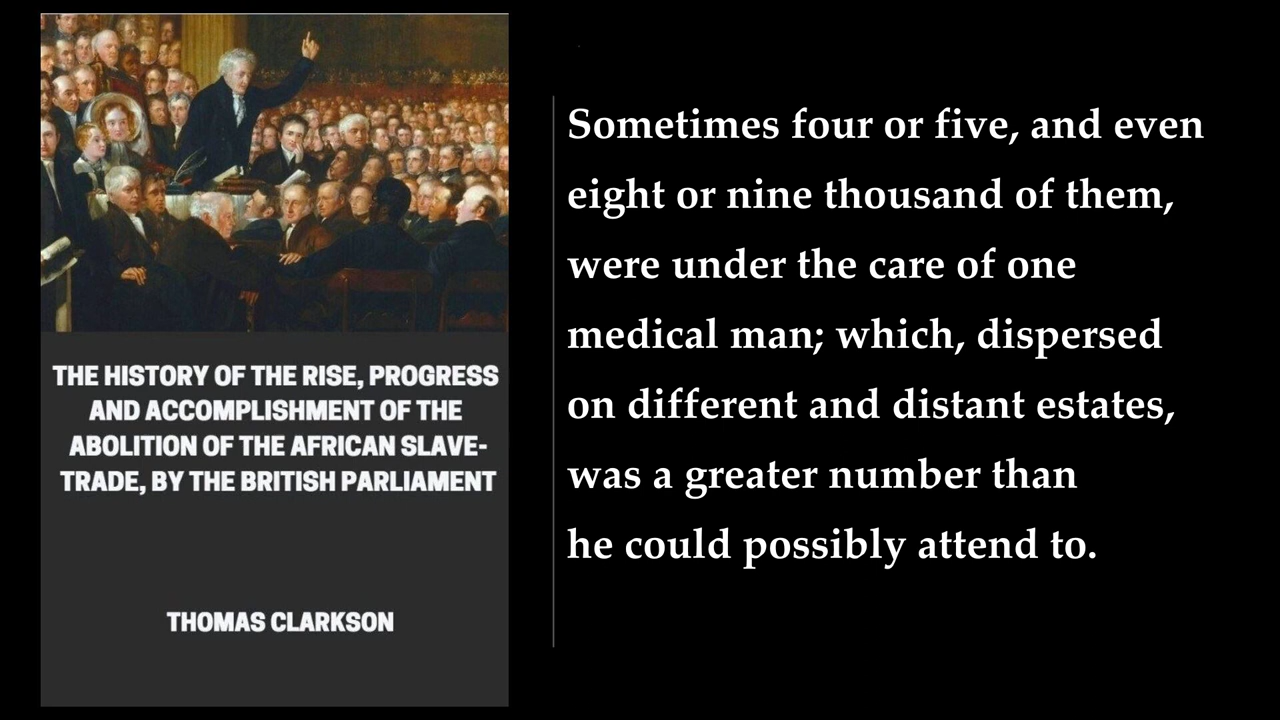 THE HISTORY OF THE RISE, PROGRESS
AND ACCOMPLISHMENT OF THE
ABOLITION OF THE AFRICAN SLAVE-
TRADE, BY THE BRITISH PARLIAMENT
THOMAS CLARKSON
Sometimes four or five, and even
eight or nine thousand of them,
were under the care of one
medical man; which, dispersed
on different and distant estates,
was a greater number than
he could possibly attend to.